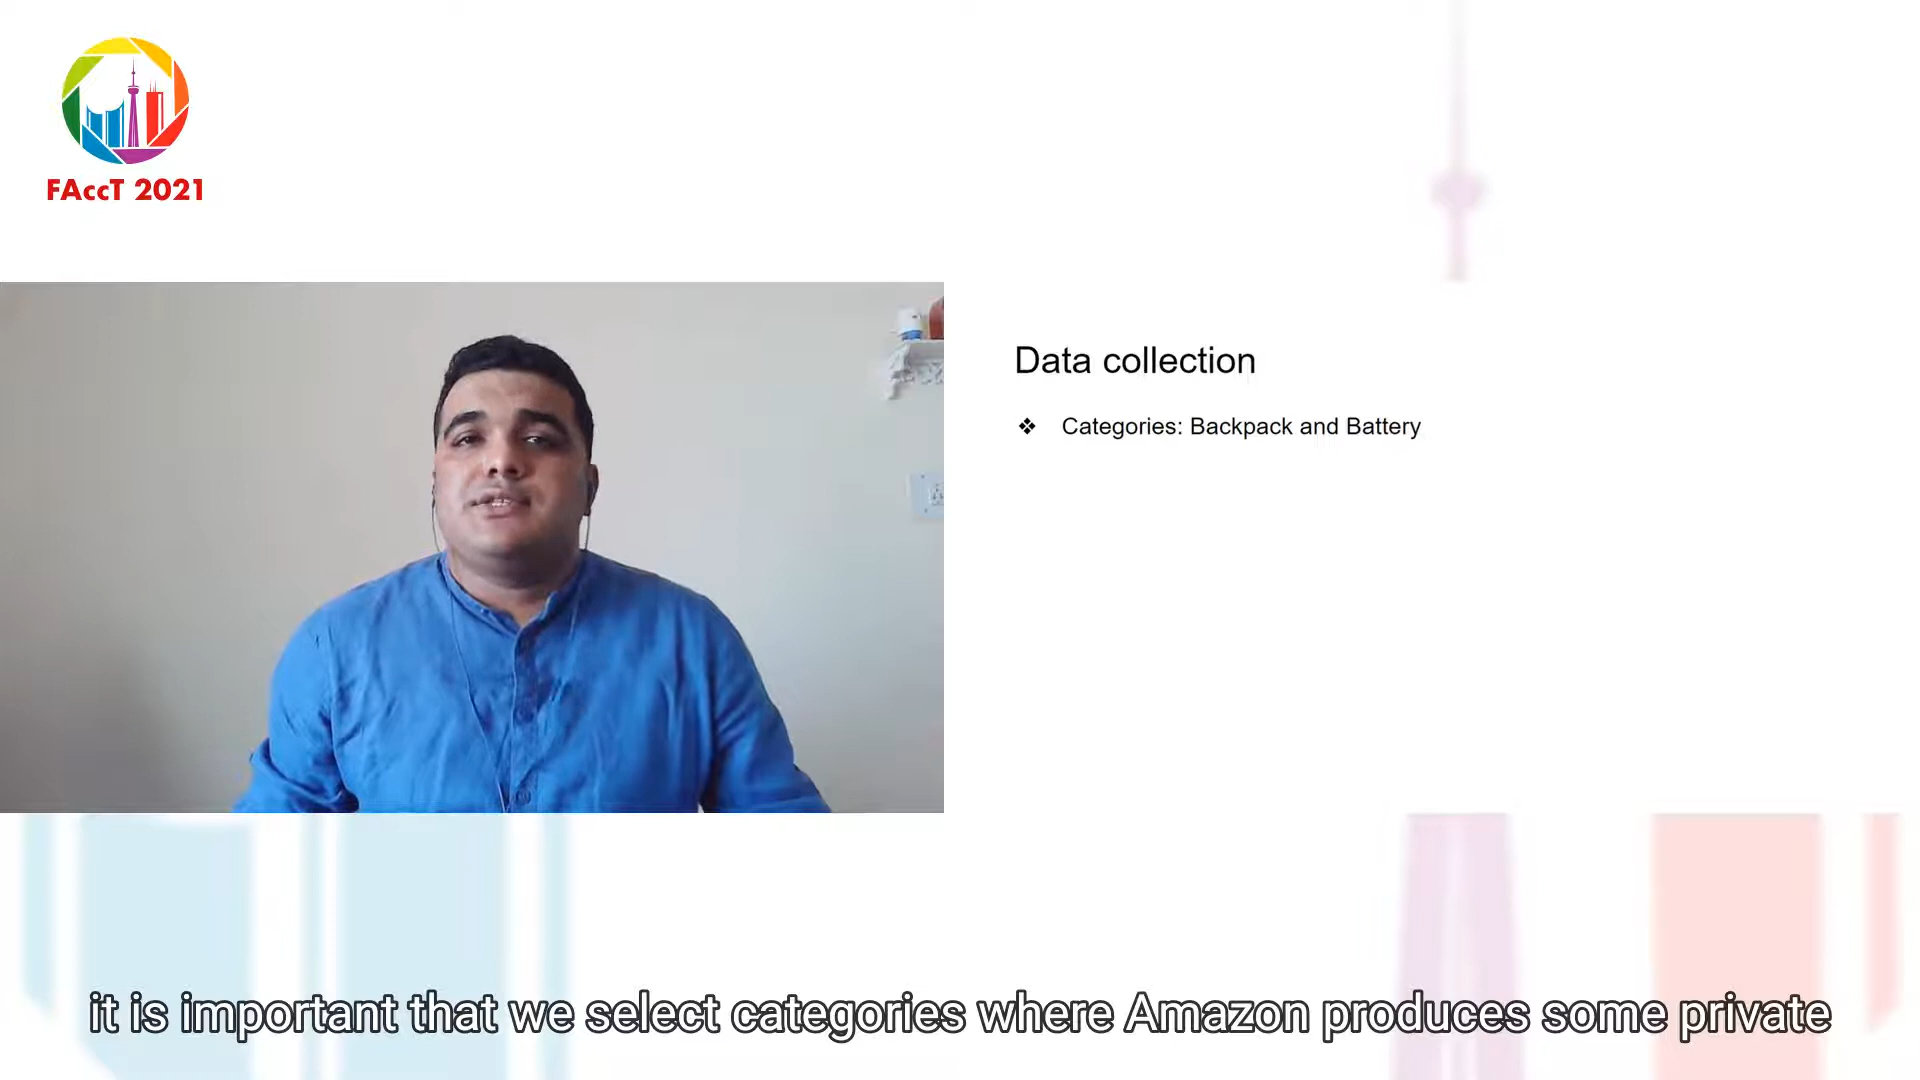 FAccT 2021
Data collection
❖ Categories: Backpack and Battery
it is important that we select categories where Amazon produces some private